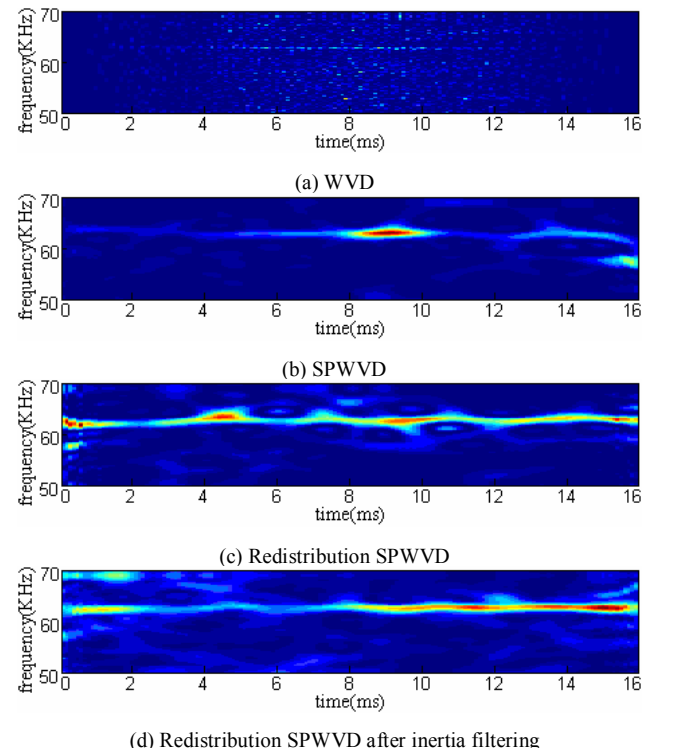 frequency(KHz)
70
60
50
0 2 4 6 8 10 12 14 16
time(ms)
(a) WVD
frequency(KHz)
70
60
50
0 2 4 6 8 10 12 14 16
time(ms)
(b) SPWVD
frequency(KHz)
70
60
50
0 2 4 6 8 10 12 14 16
time(ms)
(c) Redistribution SPWVD
frequency(KHz)
70
60
50
0 2 4 6 8 10 12 14 16
time(ms)
(d) Redistribution SPWVD after inertia filtering